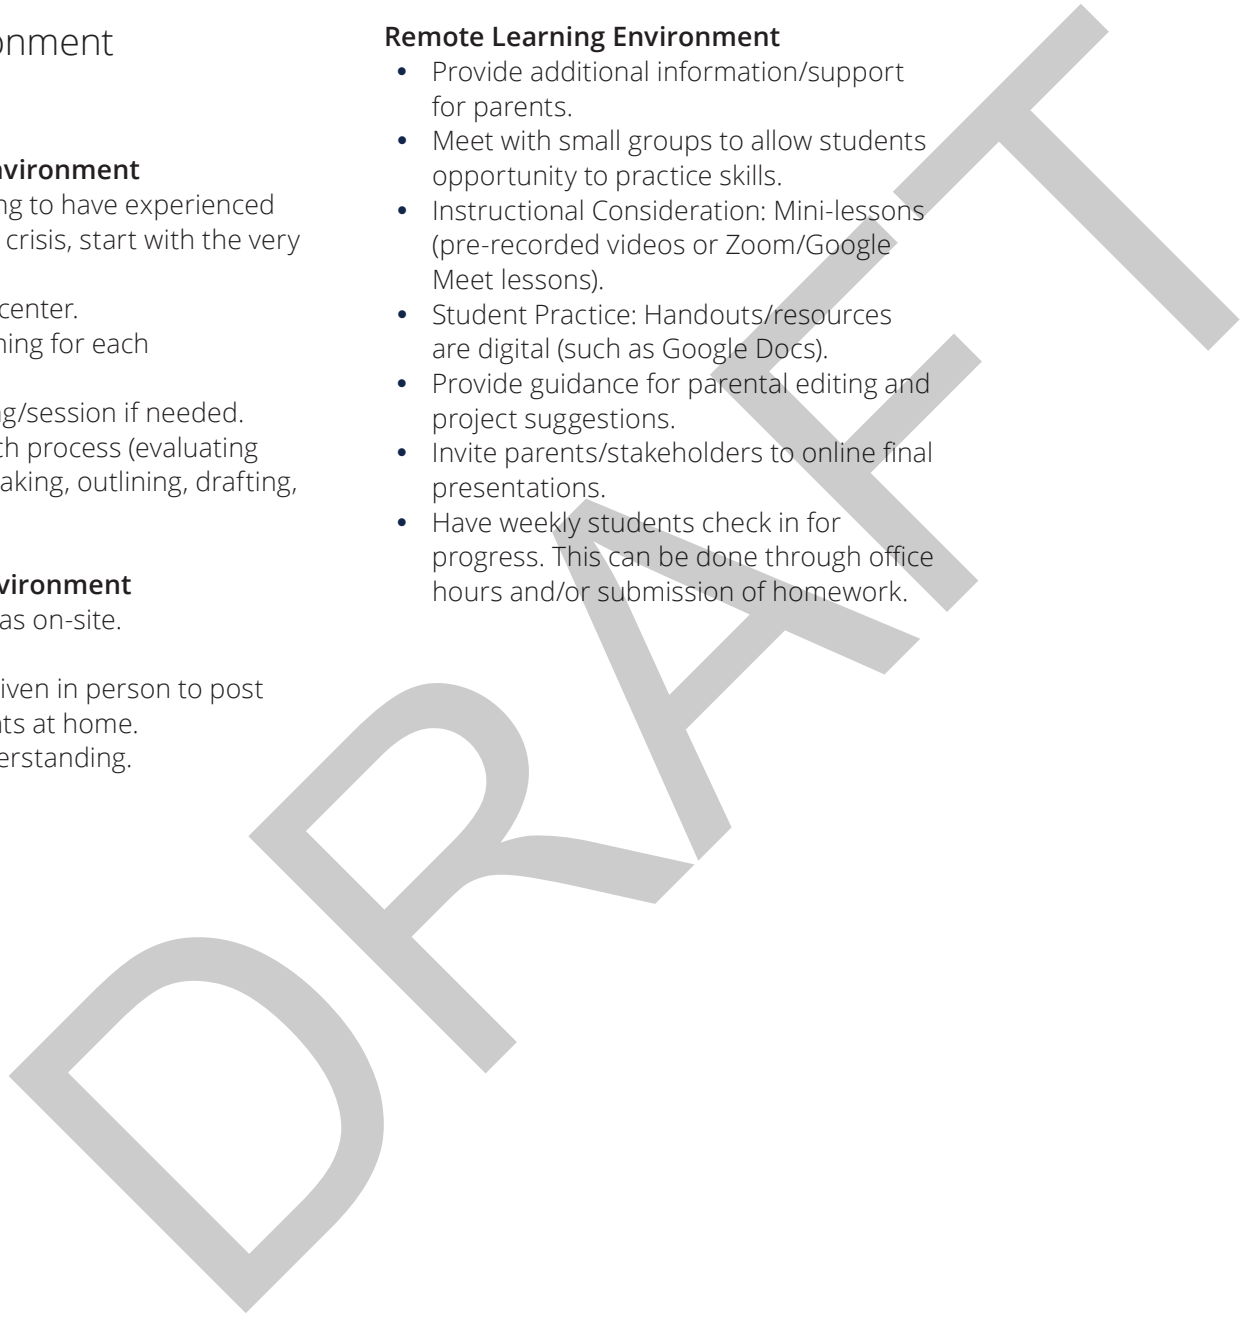 onment
nvironment
ng to have experienced
crisis, start with the very
center.
ning for each
ng/session if needed.
ch process (evaluating
aking, outlining, drafting,
vironment
as on-site.
iven in person to post
nts at home.
erstanding.
Remote Learning Environment
• Provide additional information/support
for parents.
• Meet with small groups to allow students
opportunity to practice skills.
• Instructional Consideration: Mini-lessons
(pre-recorded videos or Zoom/Google
Meet lessons).
• Student Practice: Handouts/resources
are digital (such as Google Docs).
• Provide guidance for parental editing and
project suggestions.
• Invite parents/stakeholders to online final
presentations.
• Have weekly students check in for
progress. This can be done through office
hours and/or submission of homework.
DRAFT